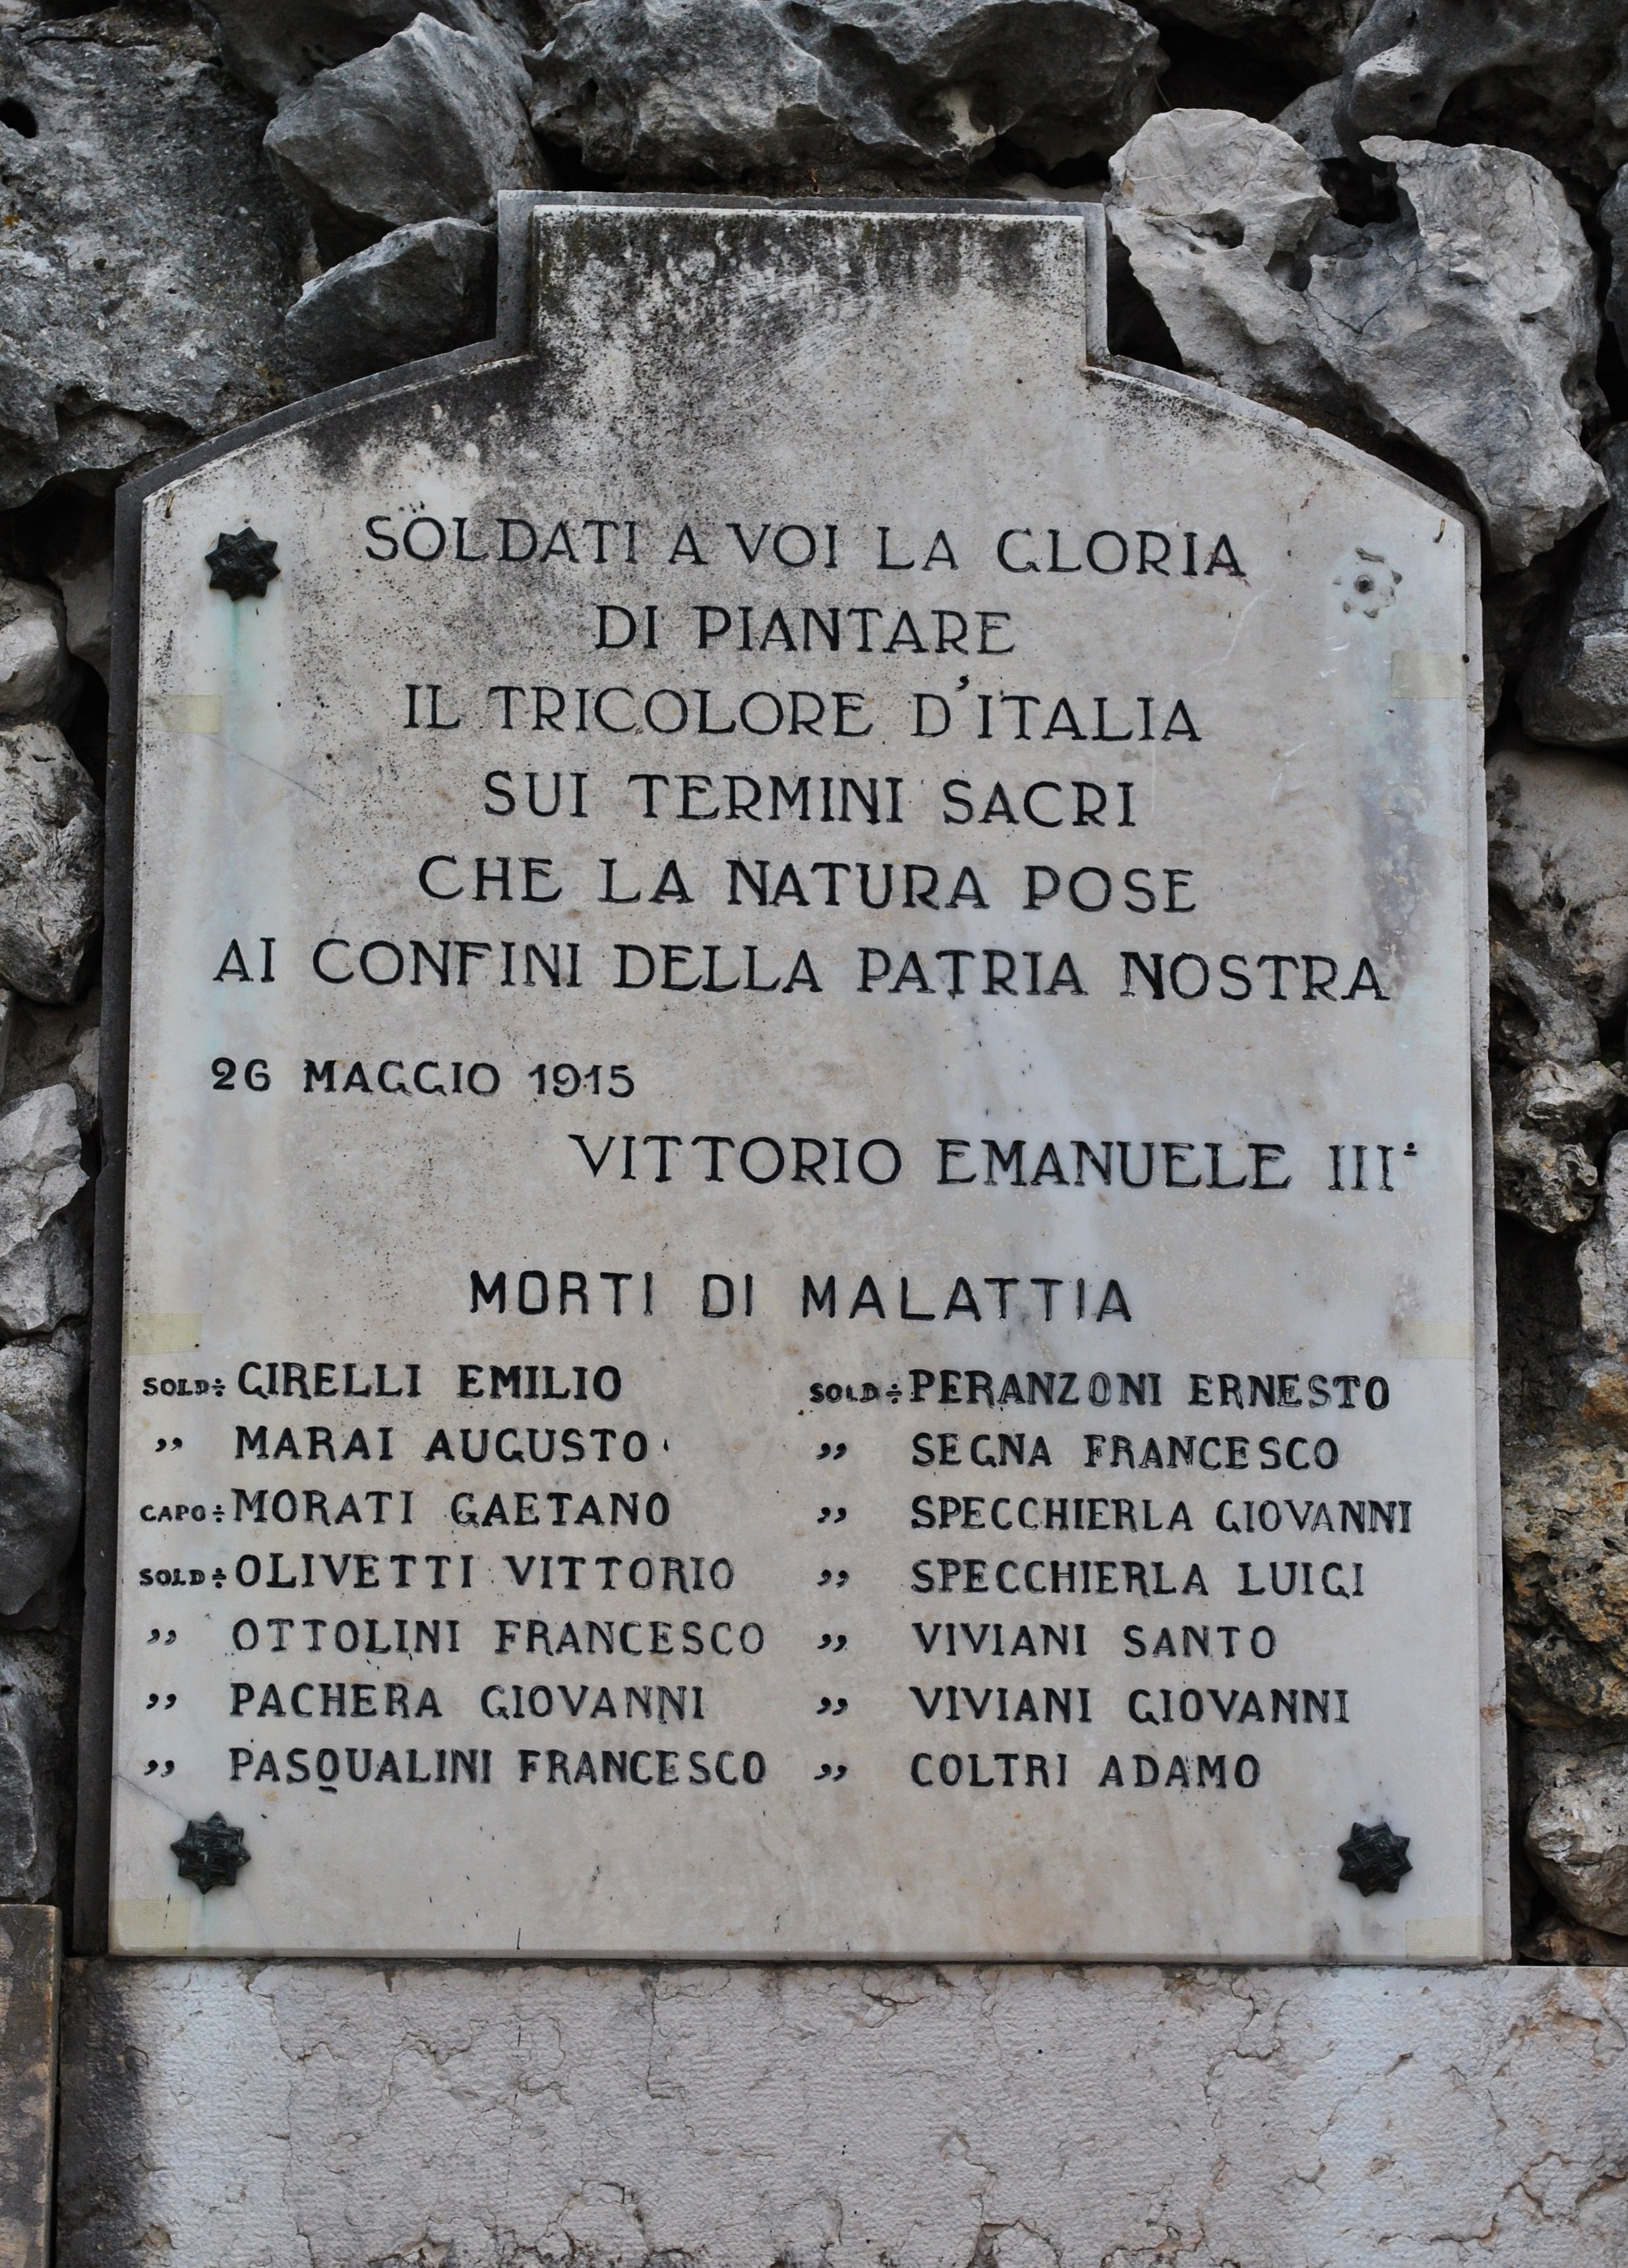 SOLDATI A VOI LA GLORIA
DI PIANTARE
IL TRICOLORE D'ITALIA
SUI TERMINI SACRI
CHE LA NATURA POSE
AI CONFINI DELLA PATRIA NOSTRA
26 MAGGIO 1915
VITTORIO EMANUELE III°
MORTI DI MALATTIA
SOLD÷ CIRELLI EMILIO
„ MARAI AUGUSTO
CAPO÷ MORATI GAETANO
SOLD÷ OLIVETTI VITTORIO
„ OTTOLINI FRANCESCO
„ PACHERA GIOVANNI
„ PASQUALINI FRANCESCO
SOLD÷ PERANZONI ERNESTO
„ SEGNA FRANCESCO
„ SPECCHIERLA GIOVANNI
„ SPECCHIERLA LUIGI
„ VIVIANI SANTO
„ VIVIANI GIOVANNI
„ COLTRI ADAMO